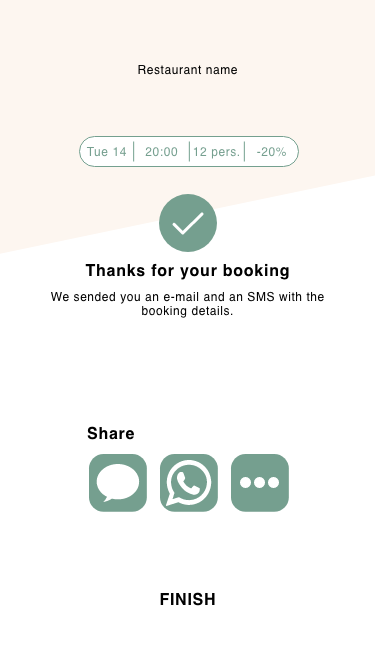 Restaurant name
Tue 14 20:00 12 pers. -20%
Thanks for your booking
We sent you an e-mail and an SMS with the
booking details.
Share
FINISH